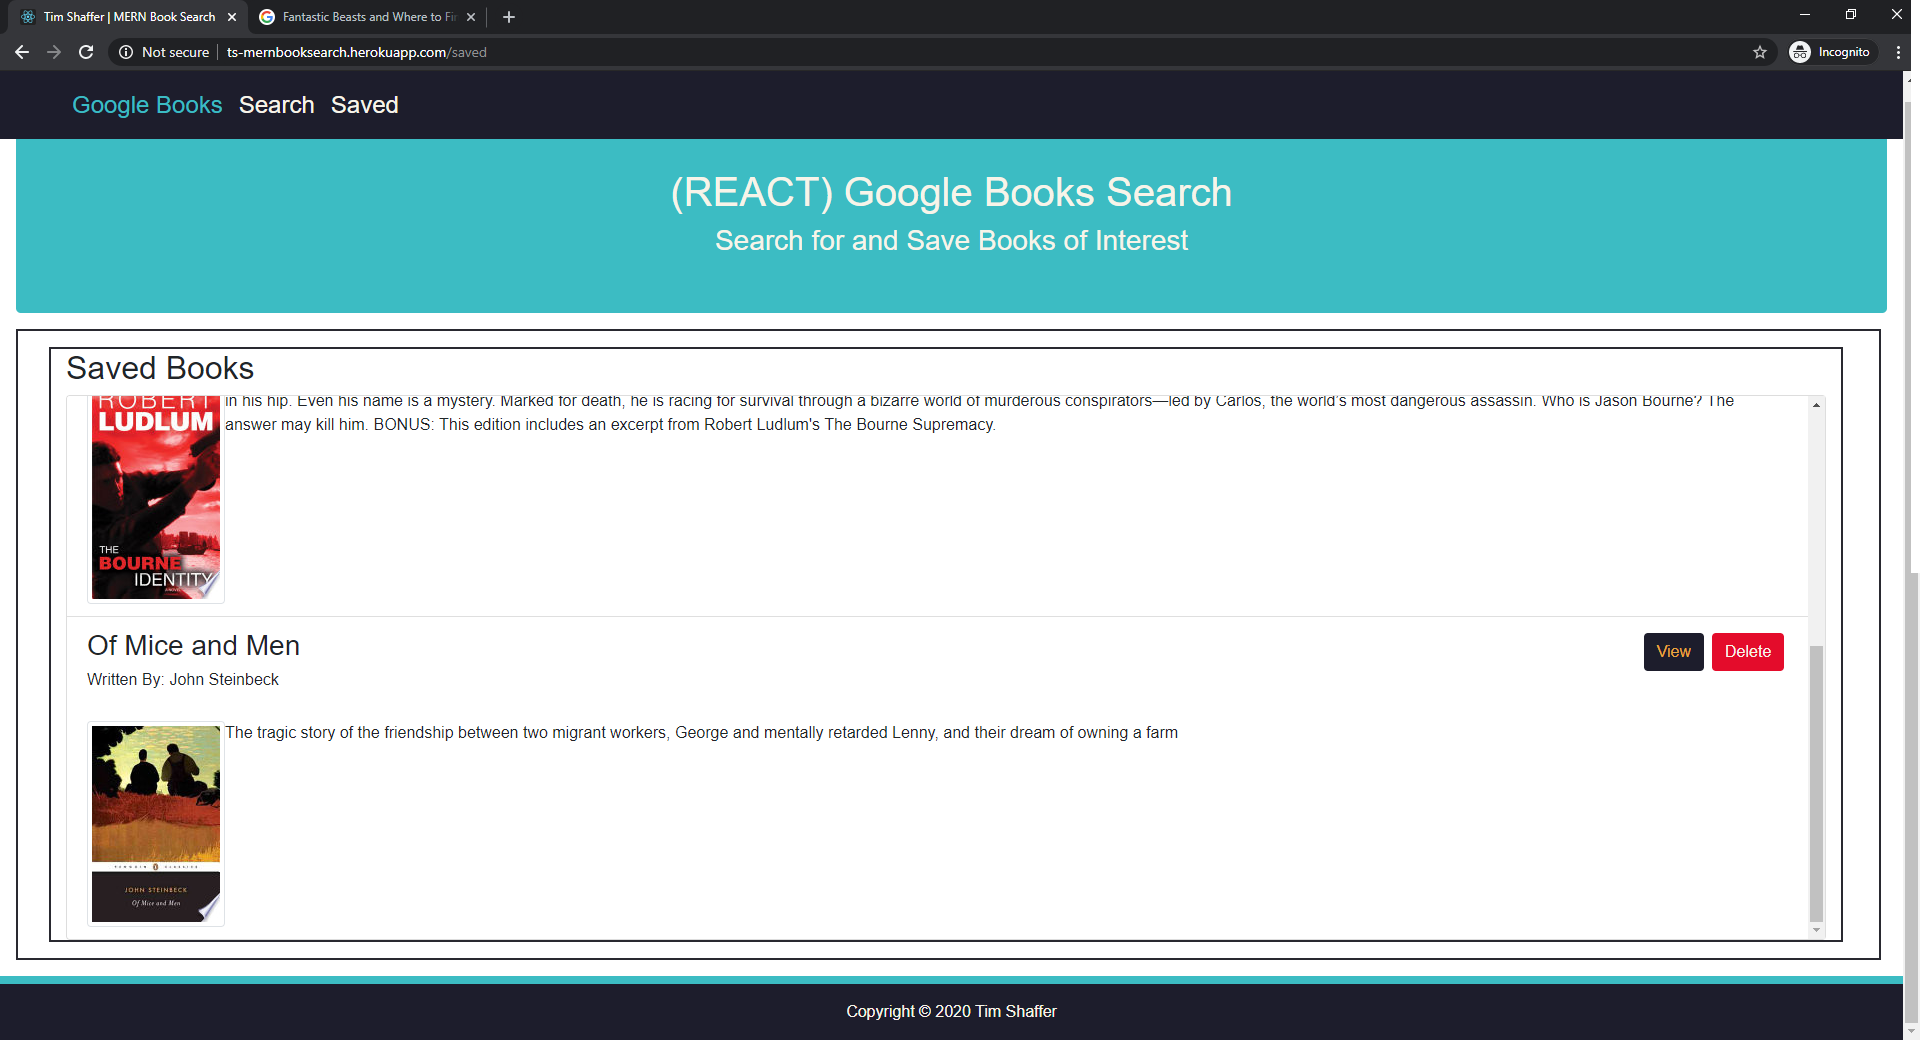 Tim Shaffer | MERN Book Search
Fantastic Beasts and Where to Fi
Not secure
ts-mernbooksearch.herokuapp.com/saved
Incognito
Google Books Search Saved
(REACT) Google Books Search
Search for and Save Books of Interest
Saved Books
in his hip. Even his name is a mystery. Marked for death, he is racing for survival through a bizarre world of murderous conspirators—led by Carlos, the world's most dangerous assassin. Who is Jason Bourne? The
answer may kill him. BONUS: This edition includes an excerpt from Robert Ludlum's The Bourne Supremacy.
ROBERT
LUDLUM
THE
BOURNE
IDENTITY
A NOVEL
Of Mice and Men
View Delete
Written By: John Steinbeck
The tragic story of the friendship between two migrant workers, George and mentally retarded Lenny, and their dream of owning a farm
PENGUIN CLASSICS
JOHN STEINBECK
Of Mice and Men
Copyright © 2020 Tim Shaffer